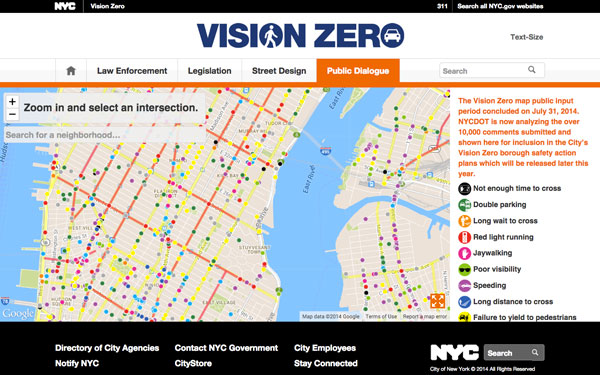 NYC Vision Zero 311 Search all NYC.gov websites
VISION ZERO
Text-Size
Law Enforcement Legislation Street Design Public Dialogue Search
+
−
Zoom in and select an intersection.
Search for a neighborhood...
The Vision Zero map public input
period concluded on July 31, 2014.
NYCDOT is now analyzing the over
10,000 comments submitted and
shown here for inclusion in the City's
Vision Zero borough safety action
plans which will be released later this
year.
Not enough time to cross
Double parking
Long wait to cross
Red light running
Jaywalking
Poor visibility
Speeding
Long distance to cross
Failure to yield to pedestrians
TUDOR CITY
MURRAY HILL
East River
STUYVESANT
EAST VILLAGE
Google
Map data ©2014 Google Terms of Use Report a map error
Directory of City Agencies Contact NYC Government City Employees
Notify NYC CityStore Stay Connected
NYC Search
City of New York © 2014 All Rights Reserved